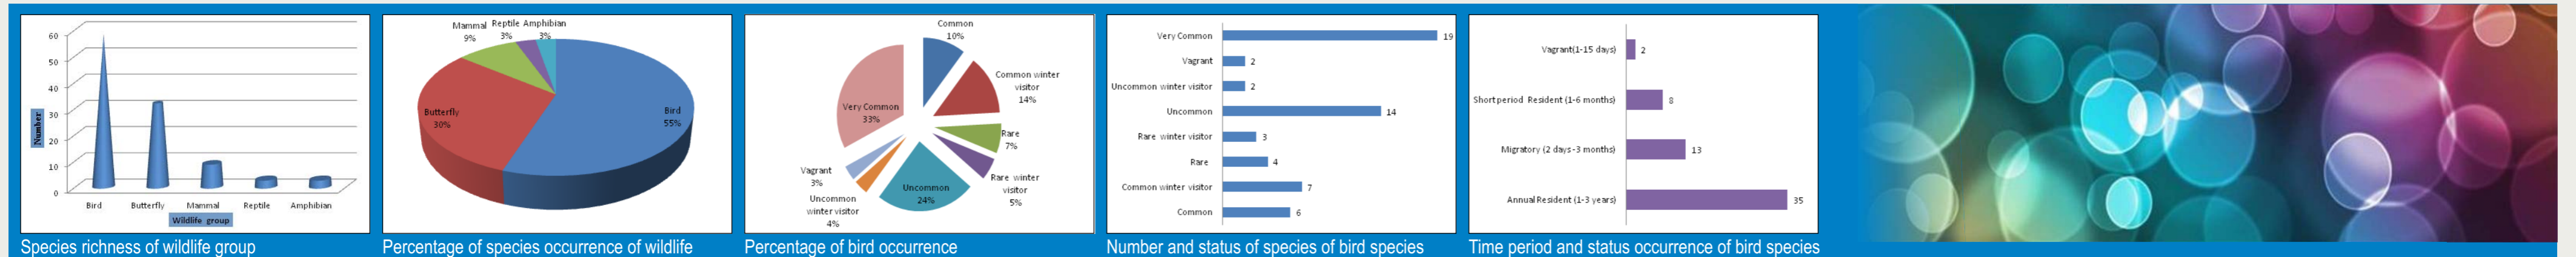 60
50
40
30
20
10
0
Number
Bird Butterfly Mammal Reptile Amphibian
Wildlife group
Species richness of wildlife group
Mammal
9%
Reptile
3%
Amphibian
3%
Butterfly
30%
Bird
55%
Percentage of species occurrence of wildlife
Common
10%
Common winter
visitor
14%
Rare
7%
Rare winter
visitor
5%
Uncommon
24%
Uncommon
winter visitor
4%
Vagrant
3%
Very Common
33%
Percentage of bird occurrence
Very Common 19
Vagrant 2
Uncommon winter visitor 2
Uncommon 14
Rare winter visitor 3
Rare 4
Common winter visitor 7
Common 6
Number and status of species of bird species
Vagrant(1-15 days) 2
Short period Resident (1-6 months) 8
Migratory (2 days-3 months) 13
Annual Resident (1-3 years) 35
Time period and status occurrence of bird species